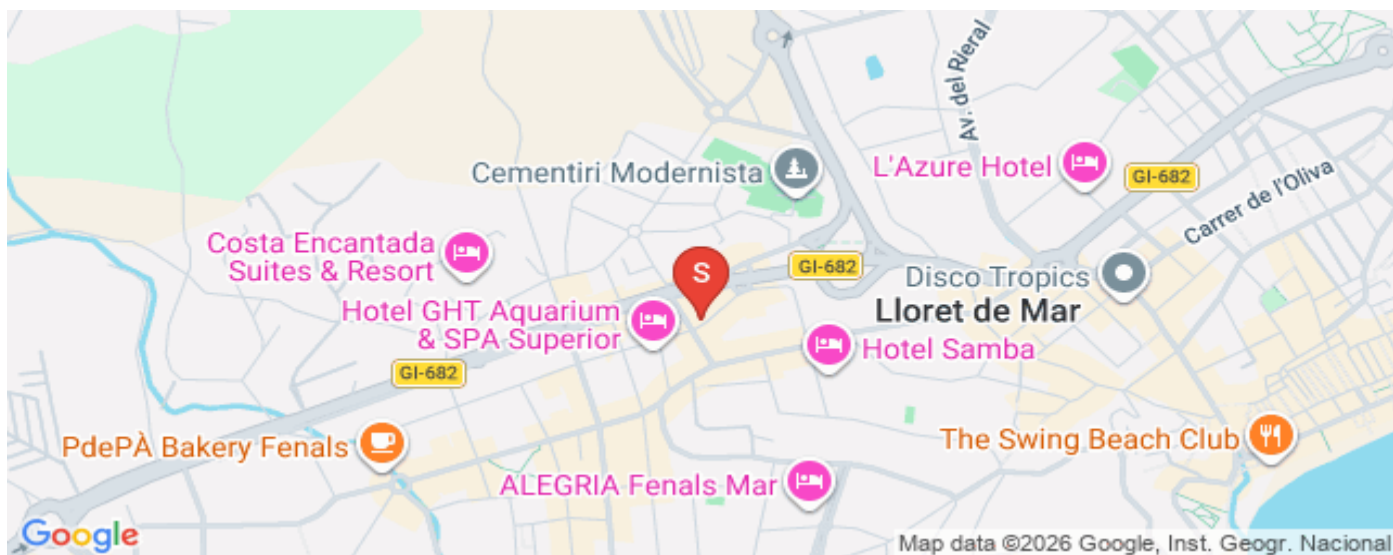 Av. del Rieral
Cementiri Modernista
L'Azure Hotel
GI-682
Carrer de l'Oliva
Costa Encantada
Suites & Resort
S
GI-682
Disco Tropics
Hotel GHT Aquarium
& SPA Superior
Lloret de Mar
Hotel Samba
GI-682
PdePÀ Bakery Fenals
The Swing Beach Club
ALEGRIA Fenals Mar
Google
Map data ©2026 Google, Inst. Geogr. Nacional